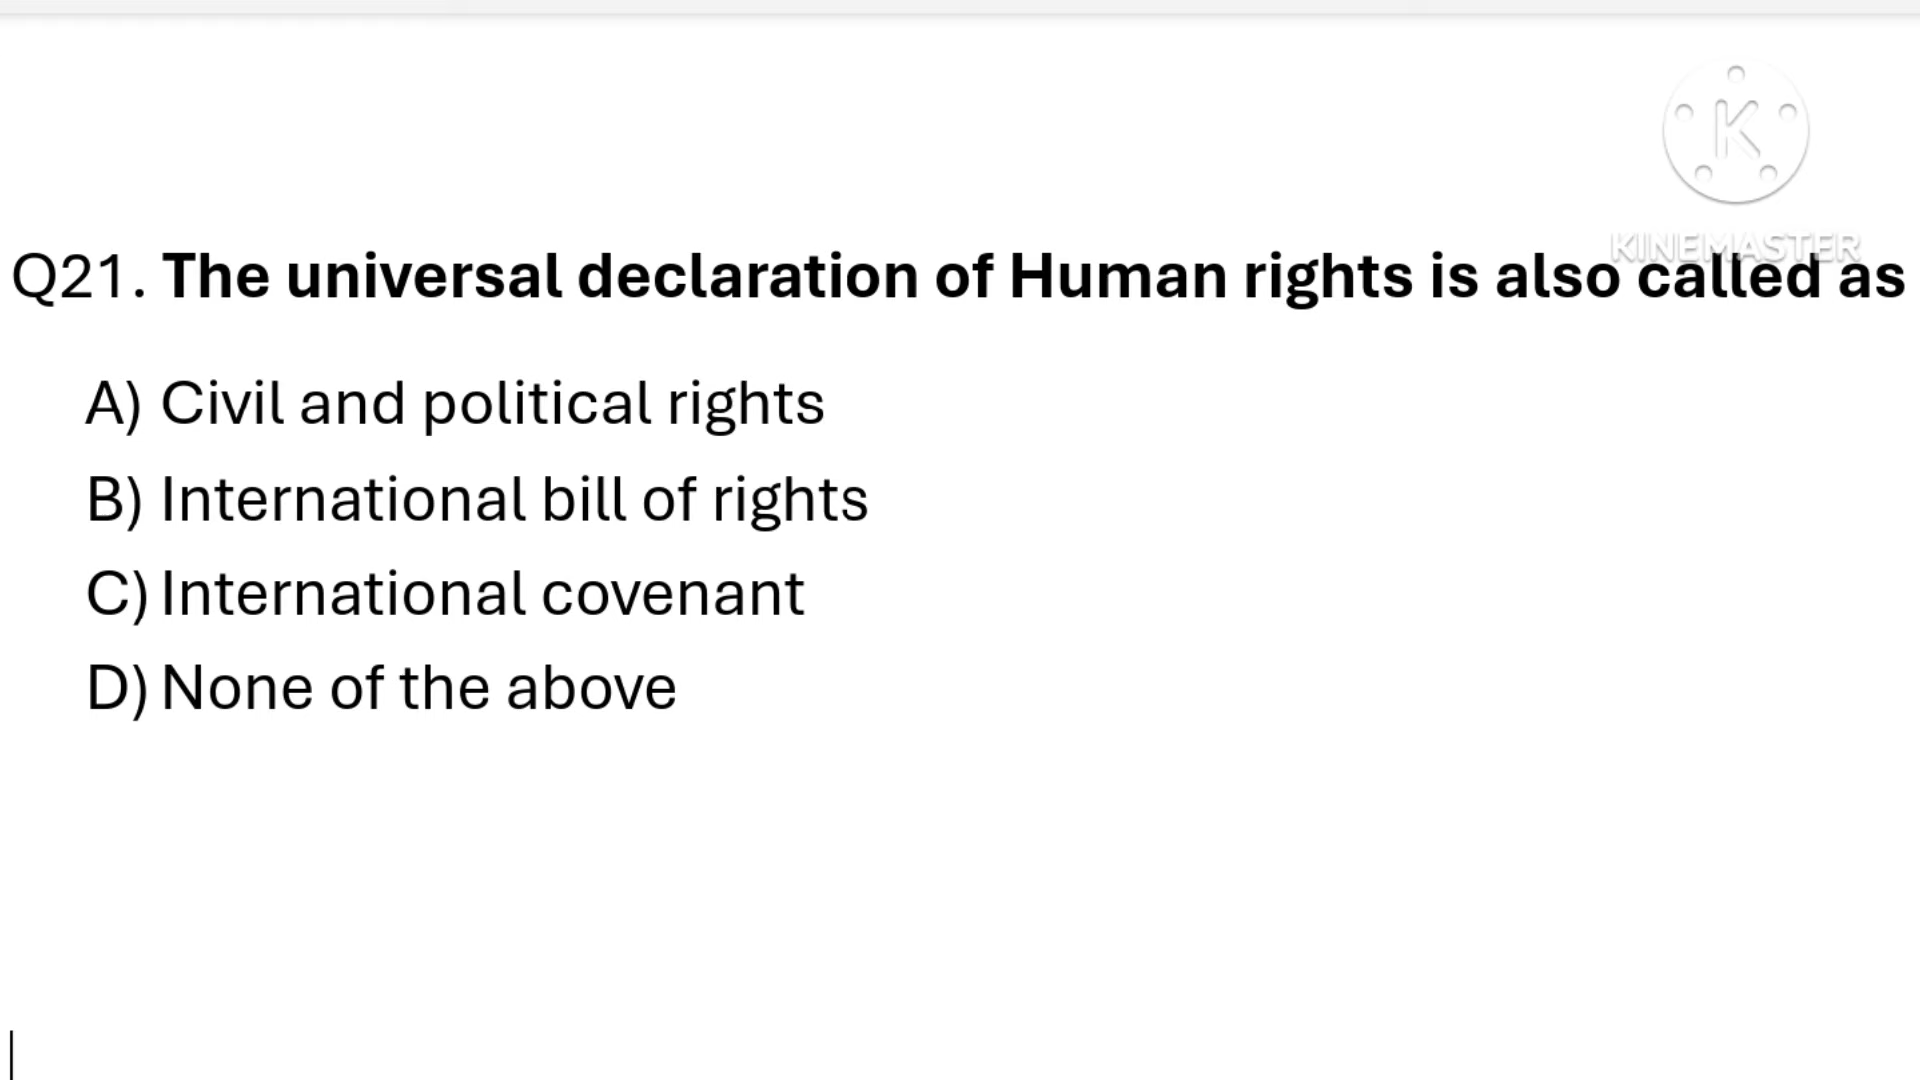 K
KINEMASTER
Q21. The universal declaration of Human rights is also called as
A) Civil and political rights
B) International bill of rights
C) International covenant
D) None of the above